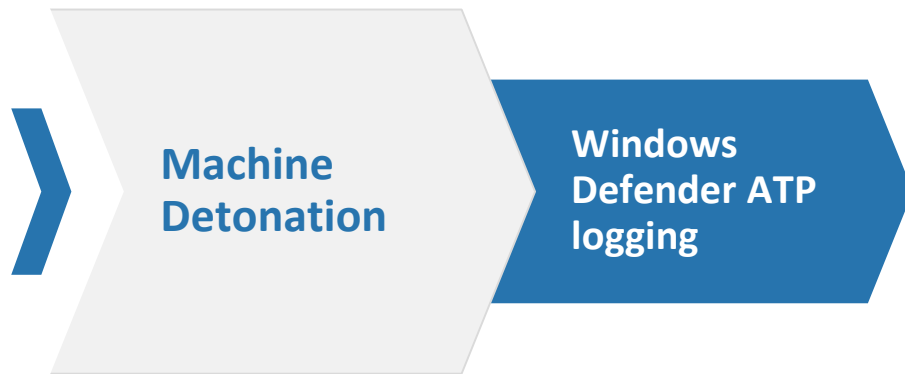 Machine
Detonation
Windows
Defender ATP
logging